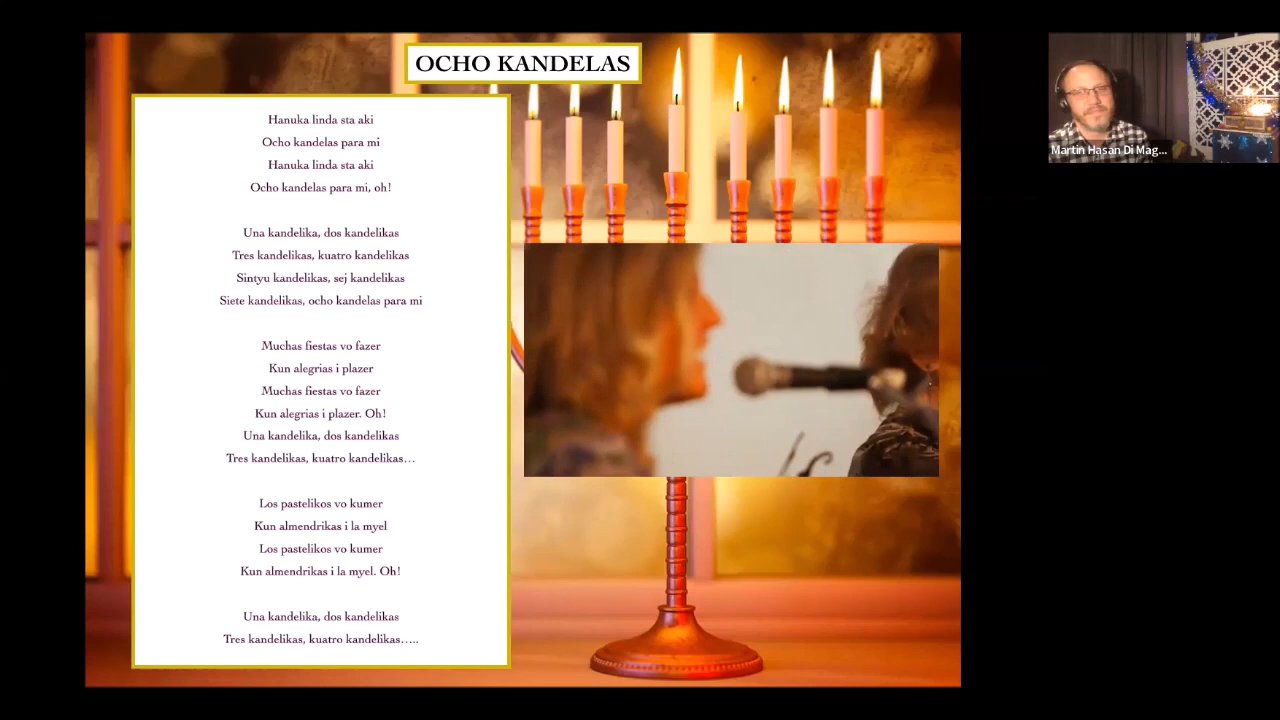 OCHO KANDELAS
Hanuka linda sta aki
Ocho kandelas para mi
Hanuka linda sta aki
Ocho kandelas para mi, oh!
Una kandelika, dos kandelikas
Tres kandelikas, kuatro kandelikas
Sintyu kandelikas, sej kandelikas
Siete kandelikas, ocho kandelas para mi
Muchas fiestas vo fazer
Kun alegrias i plazer
Muchas fiestas vo fazer
Kun alegrias i plazer. Oh!
Una kandelika, dos kandelikas
Tres kandelikas, kuatro kandelikas…
Los pastelikos vo kumer
Kun almendrikas i la myel
Los pastelikos vo kumer
Kun almendrikas i la myel. Oh!
Una kandelika, dos kandelikas
Tres kandelikas, kuatro kandelikas…..
Martin Hasan Di Mag...